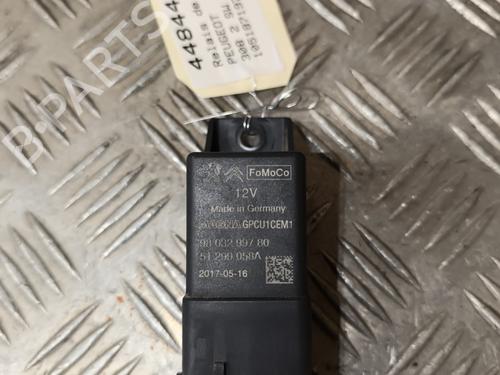 44844
Relais de
PEUGEOT
308 2 SW
FoMoCo
12V
Made in Germany
GPCU1CEM1
98 032 997 80
51 299 058A
2017-05-16